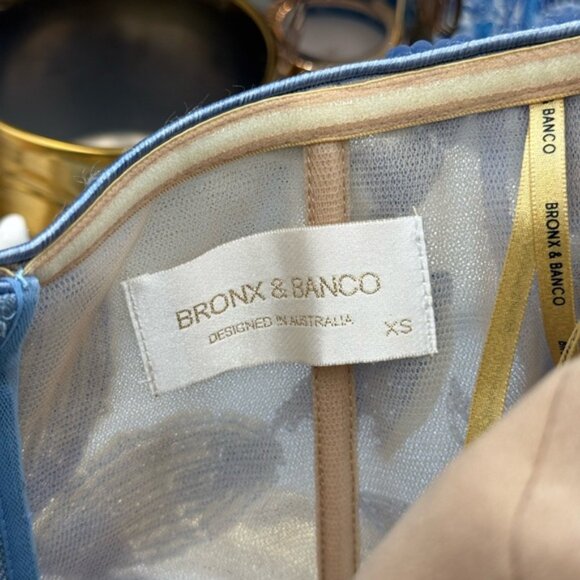 BRONX & BANCO
DESIGNED IN AUSTRALIA
XS
& BANCO
BRONX & BANCO